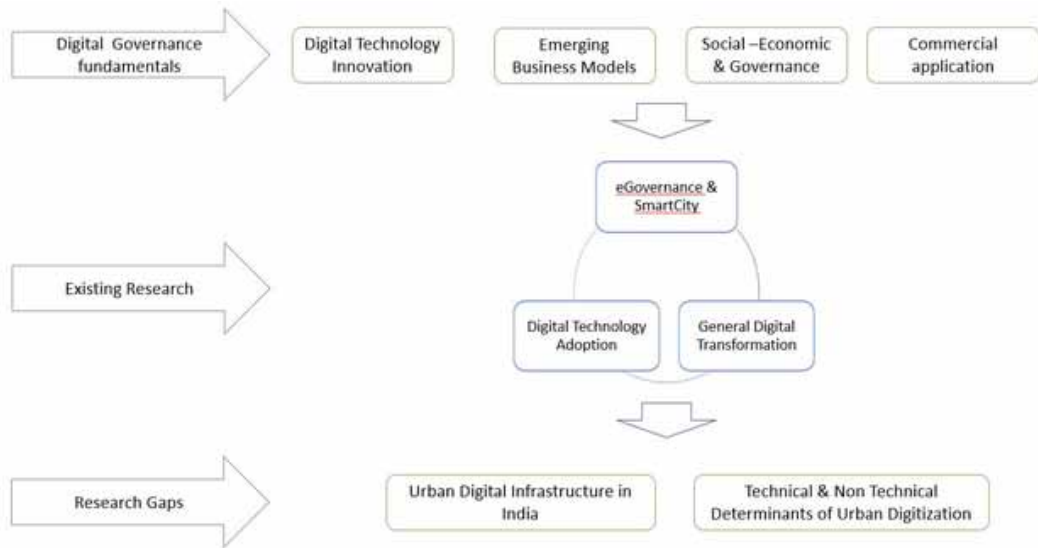 Digital Governance
fundamentals
Digital Technology
Innovation
Emerging
Business Models
Social –Economic
& Governance
Commercial
application
eGovernance &
SmartCity
Existing Research
Digital Technology
Adoption
General Digital
Transformation
Research Gaps
Urban Digital Infrastructure in
India
Technical & Non Technical
Determinants of Urban Digitization